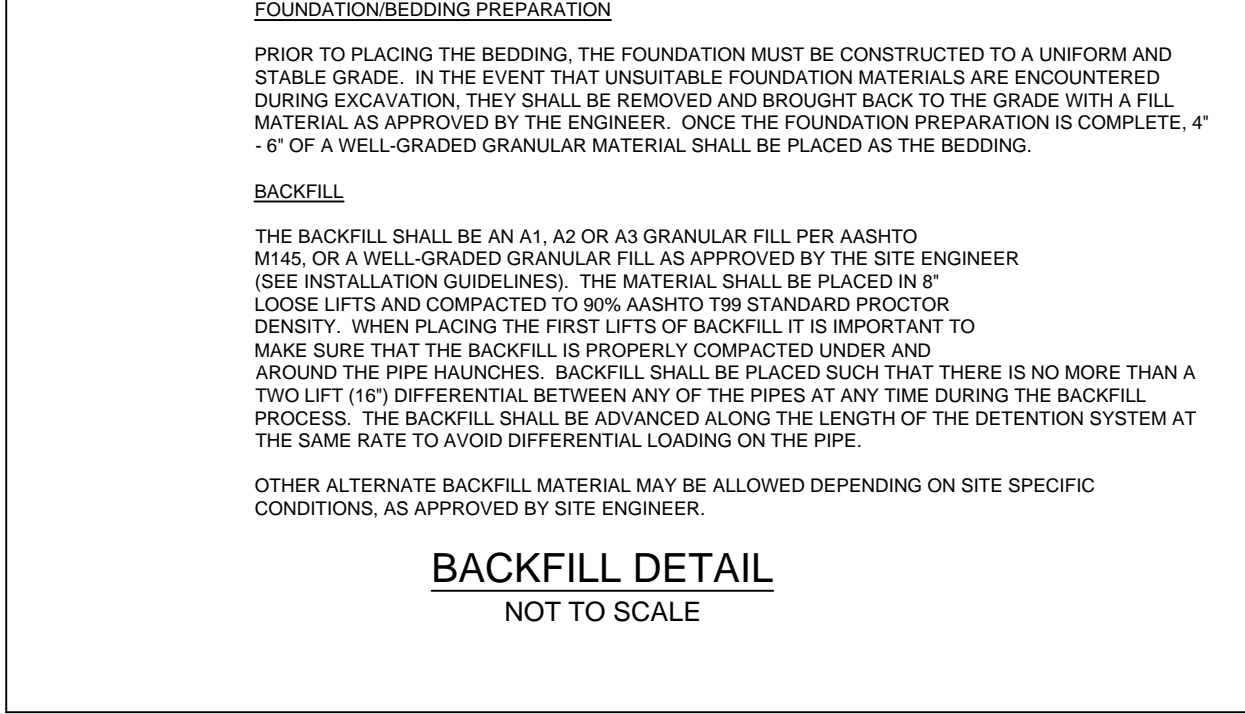 FOUNDATION/BEDDING PREPARATION
PRIOR TO PLACING THE BEDDING, THE FOUNDATION MUST BE CONSTRUCTED TO A UNIFORM AND
STABLE GRADE. IN THE EVENT THAT UNSUITABLE FOUNDATION MATERIALS ARE ENCOUNTERED
DURING EXCAVATION, THEY SHALL BE REMOVED AND BROUGHT BACK TO THE GRADE WITH A FILL
MATERIAL AS APPROVED BY THE ENGINEER. ONCE THE FOUNDATION PREPARATION IS COMPLETE, 4"
- 6" OF A WELL-GRADED GRANULAR MATERIAL SHALL BE PLACED AS THE BEDDING.
BACKFILL
THE BACKFILL SHALL BE AN A1, A2 OR A3 GRANULAR FILL PER AASHTO
M145, OR A WELL-GRADED GRANULAR FILL AS APPROVED BY THE SITE ENGINEER
(SEE INSTALLATION GUIDELINES). THE MATERIAL SHALL BE PLACED IN 8"
LOOSE LIFTS AND COMPACTED TO 90% AASHTO T99 STANDARD PROCTOR
DENSITY. WHEN PLACING THE FIRST LIFTS OF BACKFILL IT IS IMPORTANT TO
MAKE SURE THAT THE BACKFILL IS PROPERLY COMPACTED UNDER AND
AROUND THE PIPE HAUNCHES. BACKFILL SHALL BE PLACED SUCH THAT THERE IS NO MORE THAN A
TWO LIFT (16") DIFFERENTIAL BETWEEN ANY OF THE PIPES AT ANY TIME DURING THE BACKFILL
PROCESS. THE BACKFILL SHALL BE ADVANCED ALONG THE LENGTH OF THE DETENTION SYSTEM AT
THE SAME RATE TO AVOID DIFFERENTIAL LOADING ON THE PIPE.
OTHER ALTERNATE BACKFILL MATERIAL MAY BE ALLOWED DEPENDING ON SITE SPECIFIC
CONDITIONS, AS APPROVED BY SITE ENGINEER.
BACKFILL DETAIL
NOT TO SCALE